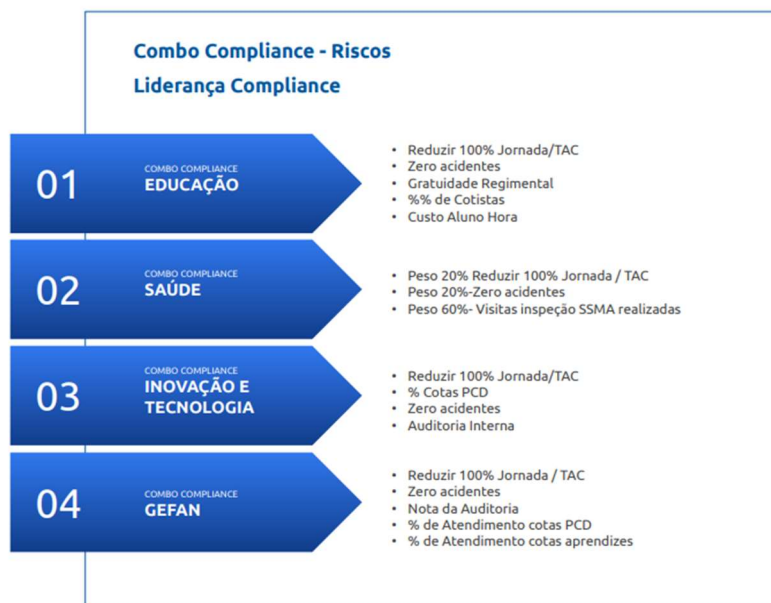 Combo Compliance - Riscos
Liderança Compliance
01
COMBO COMPLIANCE
EDUCAÇÃO
• Reduzir 100% Jornada/TAC
• Zero acidentes
• Gratuidade Regimental
• %% de Cotistas
• Custo Aluno Hora
02
COMBO COMPLIANCE
SAÚDE
• Peso 20% Reduzir 100% Jornada / TAC
• Peso 20%-Zero acidentes
• Peso 60%- Visitas inspeção SSMA realizadas
03
COMBO COMPLIANCE
INOVAÇÃO E
TECNOLOGIA
• Reduzir 100% Jornada/TAC
• % Cotas PCD
• Zero acidentes
• Auditoria Interna
04
COMBO COMPLIANCE
GEFAN
• Reduzir 100% Jornada / TAC
• Zero acidentes
• Nota da Auditoria
• % de Atendimento cotas PCD
• % de Atendimento cotas aprendizes